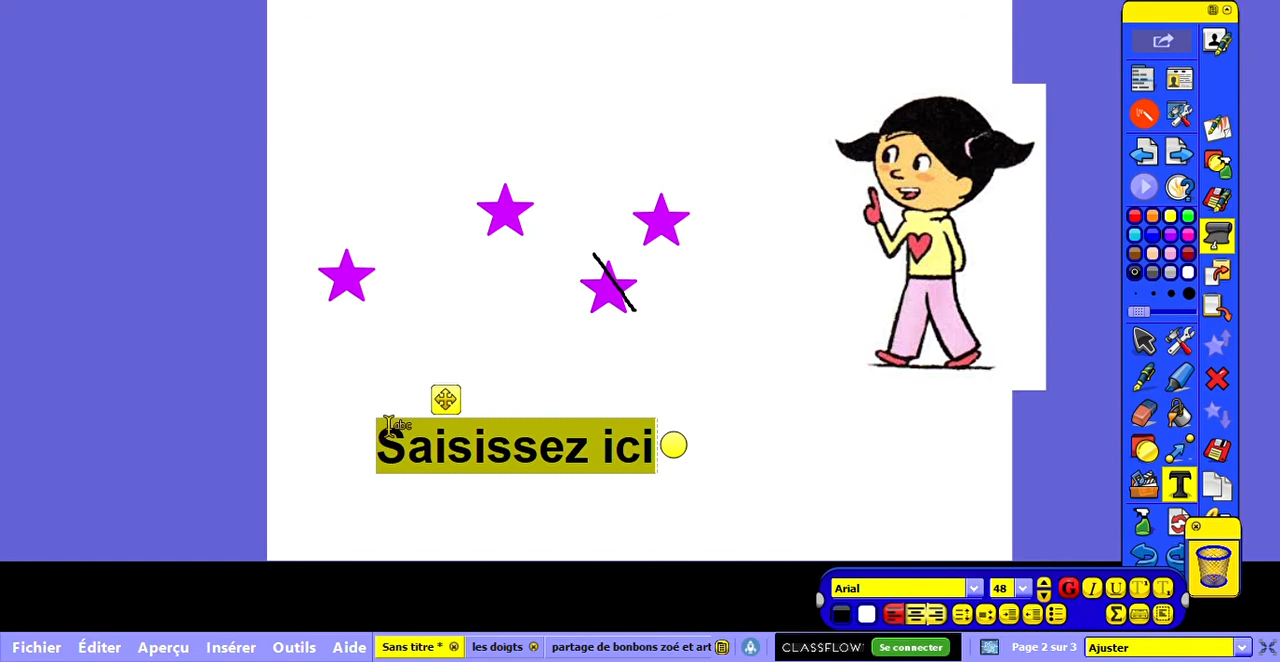 abc
Saisissez ici
Arial
48
G I U T T
Fichier Éditer Aperçu Insérer Outils Aide Sans titre * les doigts partage de bonbons zoé et art CLASSFLOW Se connecter Page 2 sur 3 Ajuster